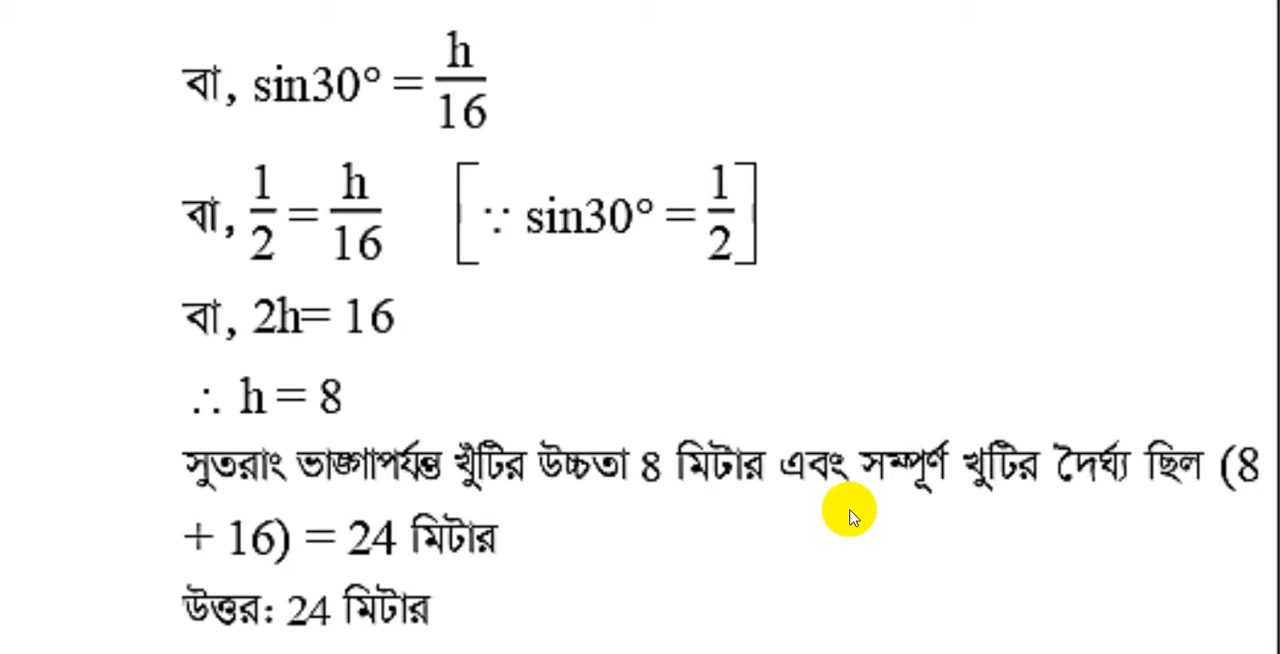 বা, sin30° = h/16
বা, 1/2 = h/16 [∵ sin30° = 1/2]
বা, 2h= 16
∴ h = 8
সুতরাং ভাঙ্গাপর্যন্ত খুঁটির উচ্চতা 8 মিটার এবং সম্পূর্ণ খুটির দৈর্ঘ্য ছিল (8
+ 16) = 24 মিটার
উত্তর: 24 মিটার